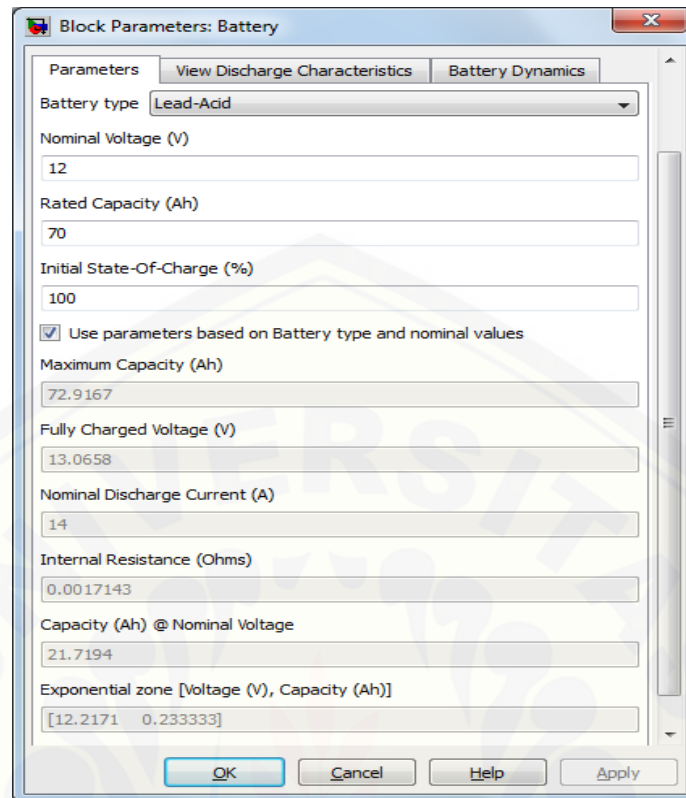 Block Parameters: Battery
Parameters View Discharge Characteristics Battery Dynamics
Battery type Lead-Acid
Nominal Voltage (V)
12
Rated Capacity (Ah)
70
Initial State-Of-Charge (%)
100
Use parameters based on Battery type and nominal values
Maximum Capacity (Ah)
72.9167
Fully Charged Voltage (V)
13.0658
Nominal Discharge Current (A)
14
Internal Resistance (Ohms)
0.0017143
Capacity (Ah) @ Nominal Voltage
21.7194
Exponential zone [Voltage (V), Capacity (Ah)]
[12.2171 0.233333]
OK Cancel Help Apply
UNIVERSITA